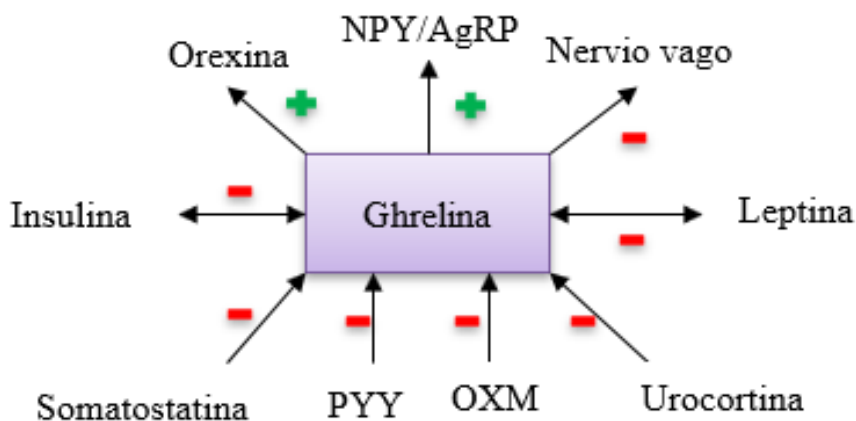 NPY/AgRP
Orexina
Nervio vago
Insulina
Ghrelina
Leptina
Somatostatina
PYY
OXM
Urocortina